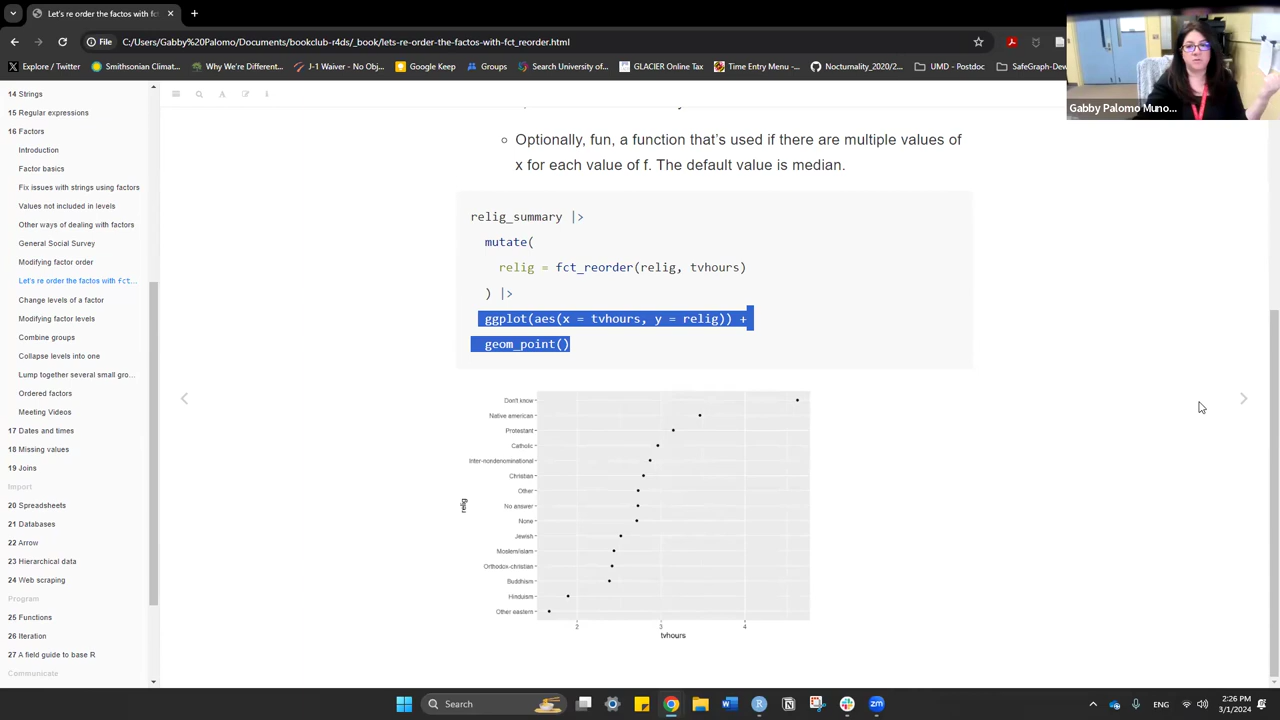 Let's re order the factos with fc
File
C:/Users/Gabby%20Palomo/Documents/bookclub-r4ds/_book/lets-re-order-the-factos-with-fct_reorder.html
Explore / Twitter
Smithsonian Climat...
Why We're Different...
J-1 Waiver - No Obj...
Google Keep
Search University of...
GLACIER Online Tax
Time Entry - Manag...
Nocturnality_2022 -...
UMD - Postdoc
SafeGraph-Dewe
Gabby Palomo Muno...
14 Strings
15 Regular expressions
16 Factors
Introduction
Factor basics
Fix issues with strings using factors
Values not included in levels
Other ways of dealing with factors
General Social Survey
Modifying factor order
Let's re order the factos with fct...
Change levels of a factor
Modifying factor levels
Combine groups
Collapse levels into one
Lump together several small gro...
Ordered factors
Meeting Videos
17 Dates and times
18 Missing values
19 Joins
Import
20 Spreadsheets
21 Databases
22 Arrow
23 Hierarchical data
24 Web scraping
Program
25 Functions
26 Iteration
27 A field guide to base R
Communicate
Optionally, fun, a function that's used if there are multiple values of
x for each value of f. The default value is median.
relig_summary |>
mutate(
relig = fct_reorder(relig, tvhours)
) |>
ggplot(aes(x = tvhours, y = relig)) +
geom_point()
Don't know
Native american
Protestant
Catholic
Inter-nondenominational
Christian
Other
No answer
None
Jewish
Moslem/islam
Orthodox-christian
Buddhism
Hinduism
Other eastern
relig
2
3
4
tvhours
Search
2:26 PM
3/1/2024